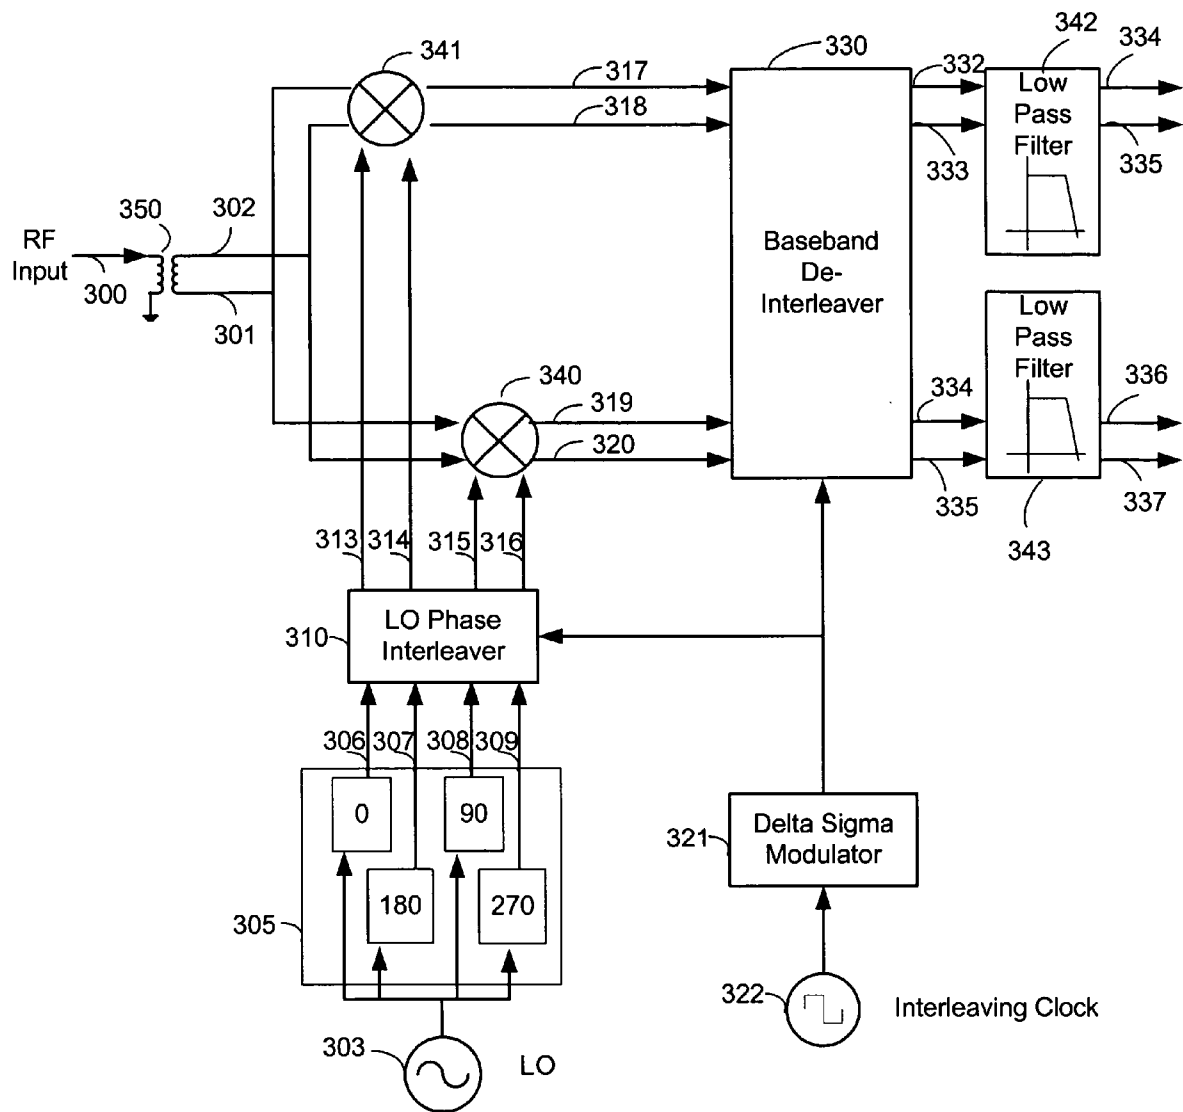 341
317
318
330
332
333
342
Low
Pass
Filter
334
335
RF
Input
300
350
302
301
Baseband
De-
Interleaver
340
319
320
334
335
Low
Pass
Filter
336
337
343
313
314
315
316
310
LO Phase
Interleaver
306
307
308
309
0
90
180
270
305
321
Delta Sigma
Modulator
322
Interleaving Clock
303
LO